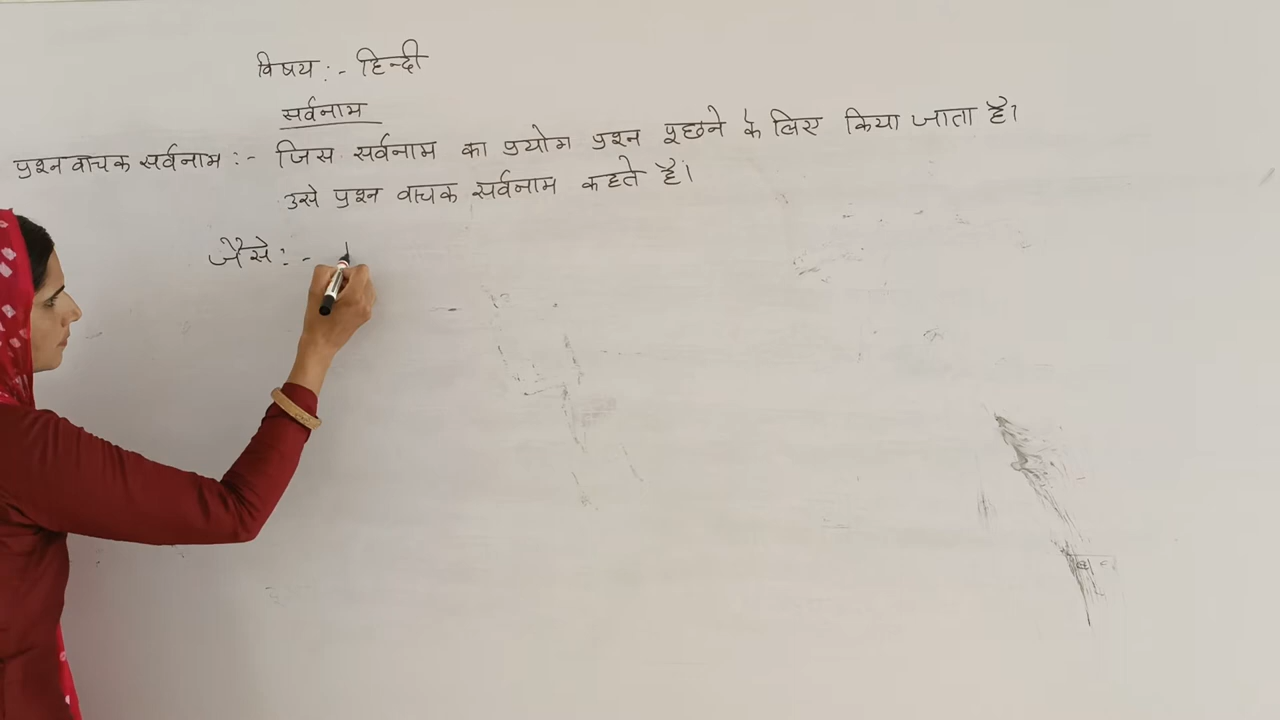 विषय :- हिन्दी
सर्वनाम
प्रश्न वाचक सर्वनाम :- जिस सर्वनाम का प्रयोग प्रश्न पूछने के लिए किया जाता है।
उसे प्रश्न वाचक सर्वनाम कहते है।
जैसे :-